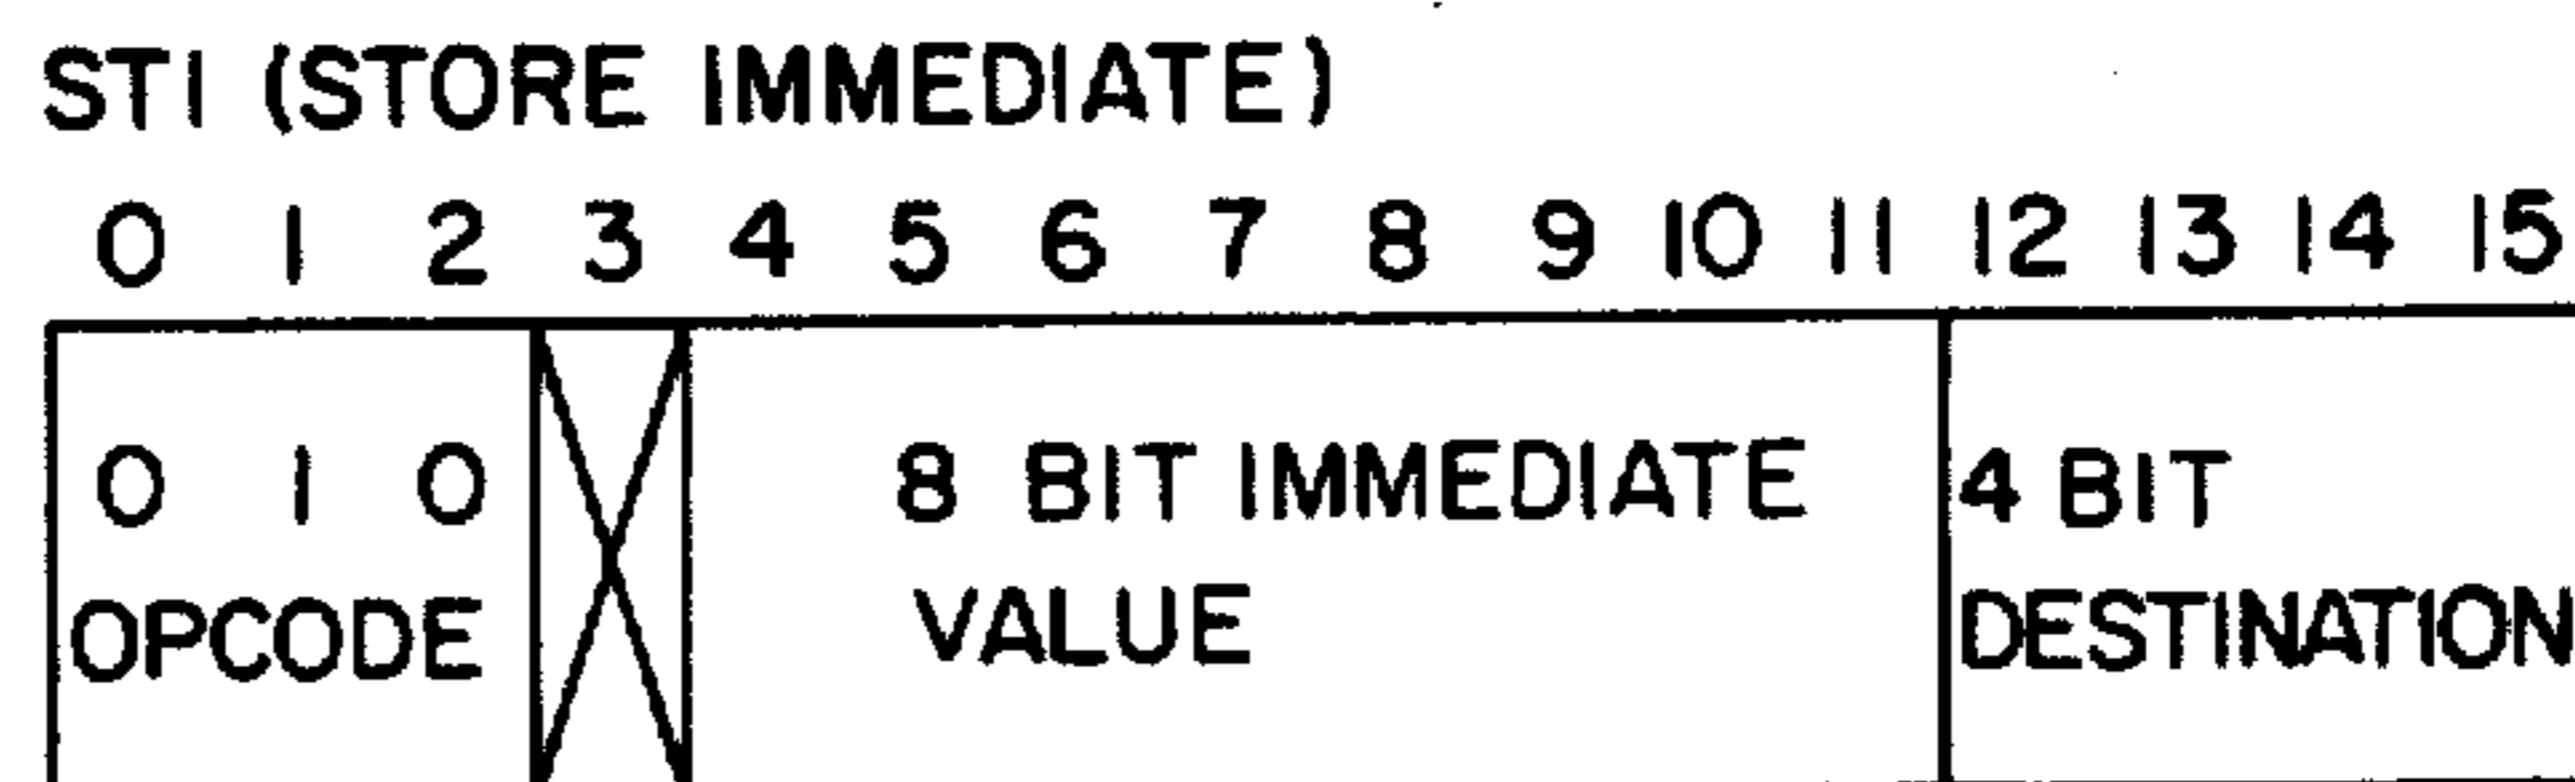 STI (STORE IMMEDIATE)
0 1 2 3 4 5 6 7 8 9 10 11 12 13 14 15
0 1 0 8 BIT IMMEDIATE 4 BIT
OPCODE VALUE DESTINATION